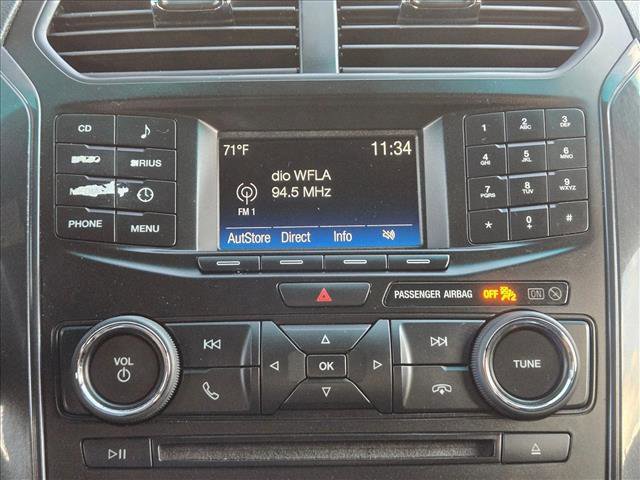 CD
SIRIUS
PHONE
MENU
71°F
11:34
dio WFLA
94.5 MHz
FM 1
AutStore Direct Info
1
2 ABC
3 DEF
4 GHI
5 JKL
6 MNO
7 PQRS
8 TUV
9 WXYZ
*
0 +
#
PASSENGER AIRBAG OFF 2 ON
VOL
OK
TUNE